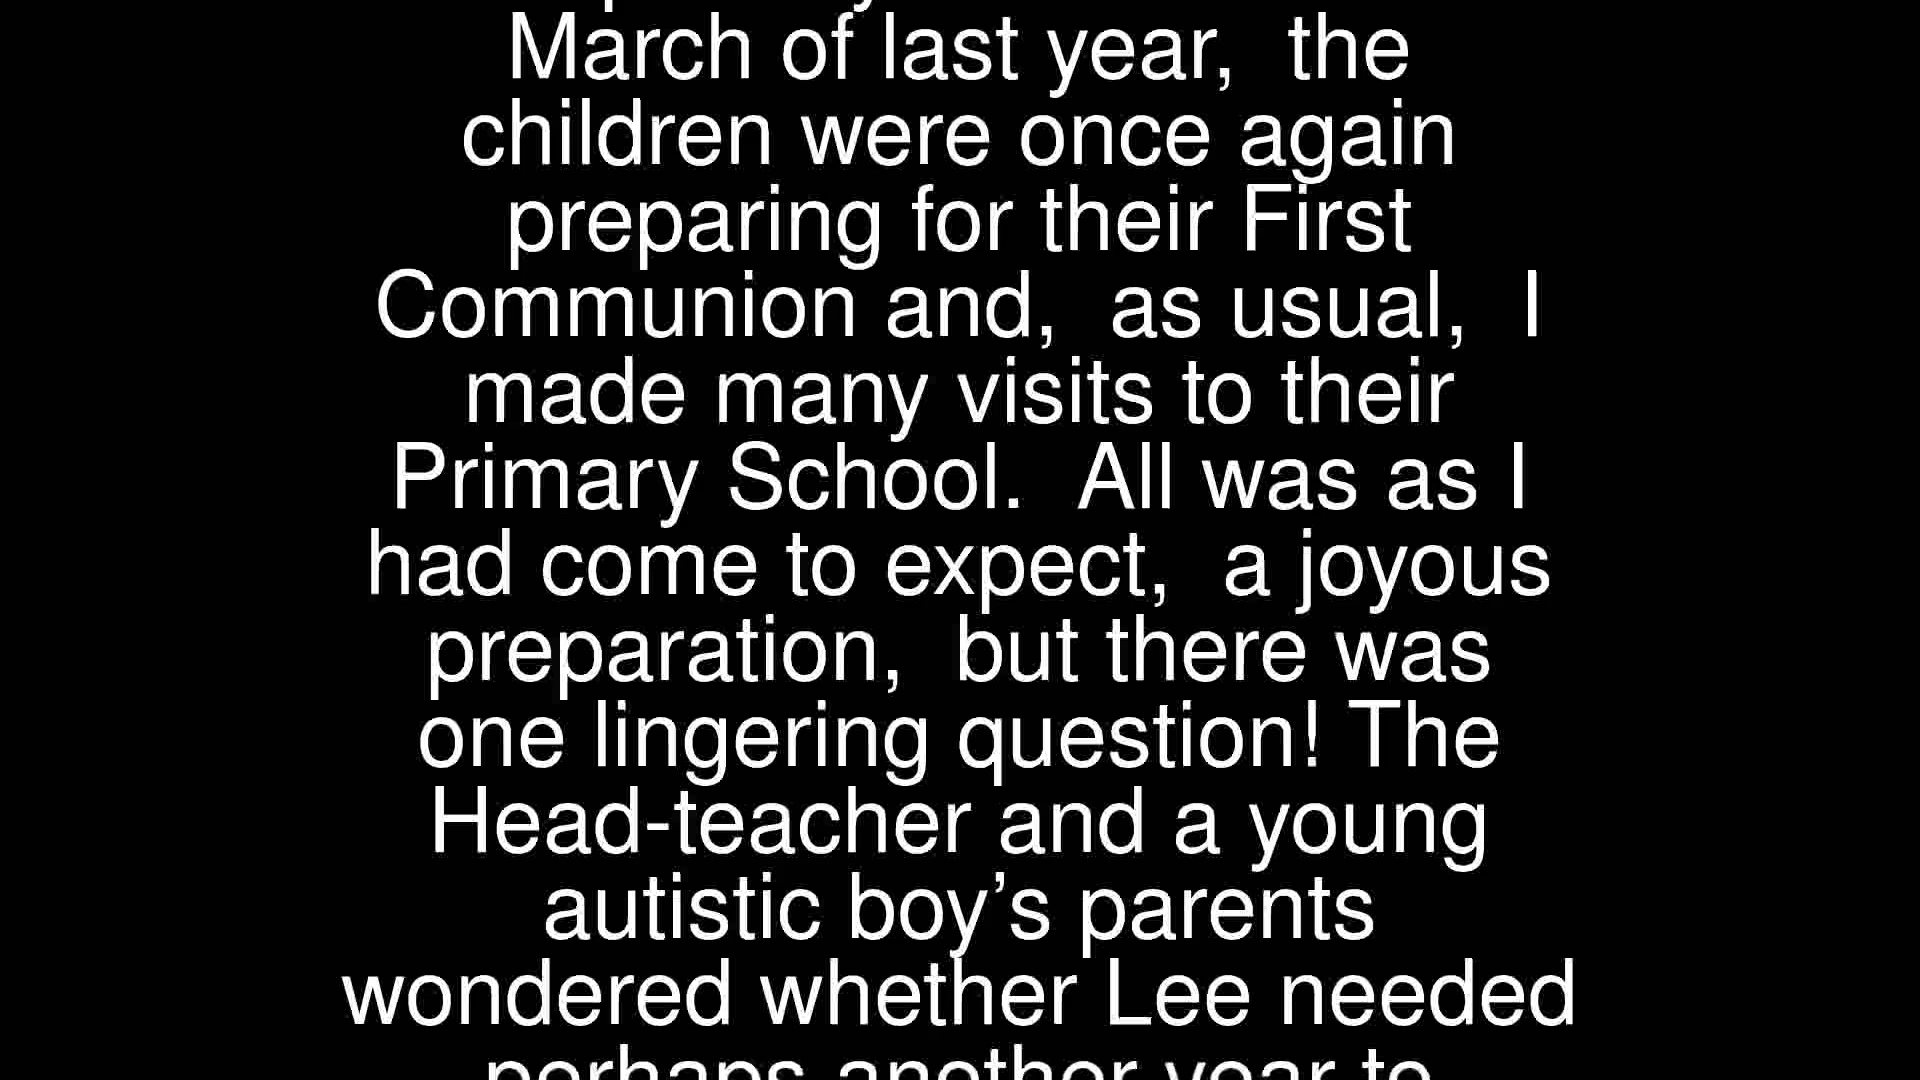 March of last year,  the
children were once again
preparing for their First
Communion and,  as usual,  I
made many visits to their
Primary School.  All was as I
had come to expect,  a joyous
preparation,  but there was
one lingering question! The
Head-teacher and a young
autistic boy’s parents
wondered whether Lee needed
perhaps another year to